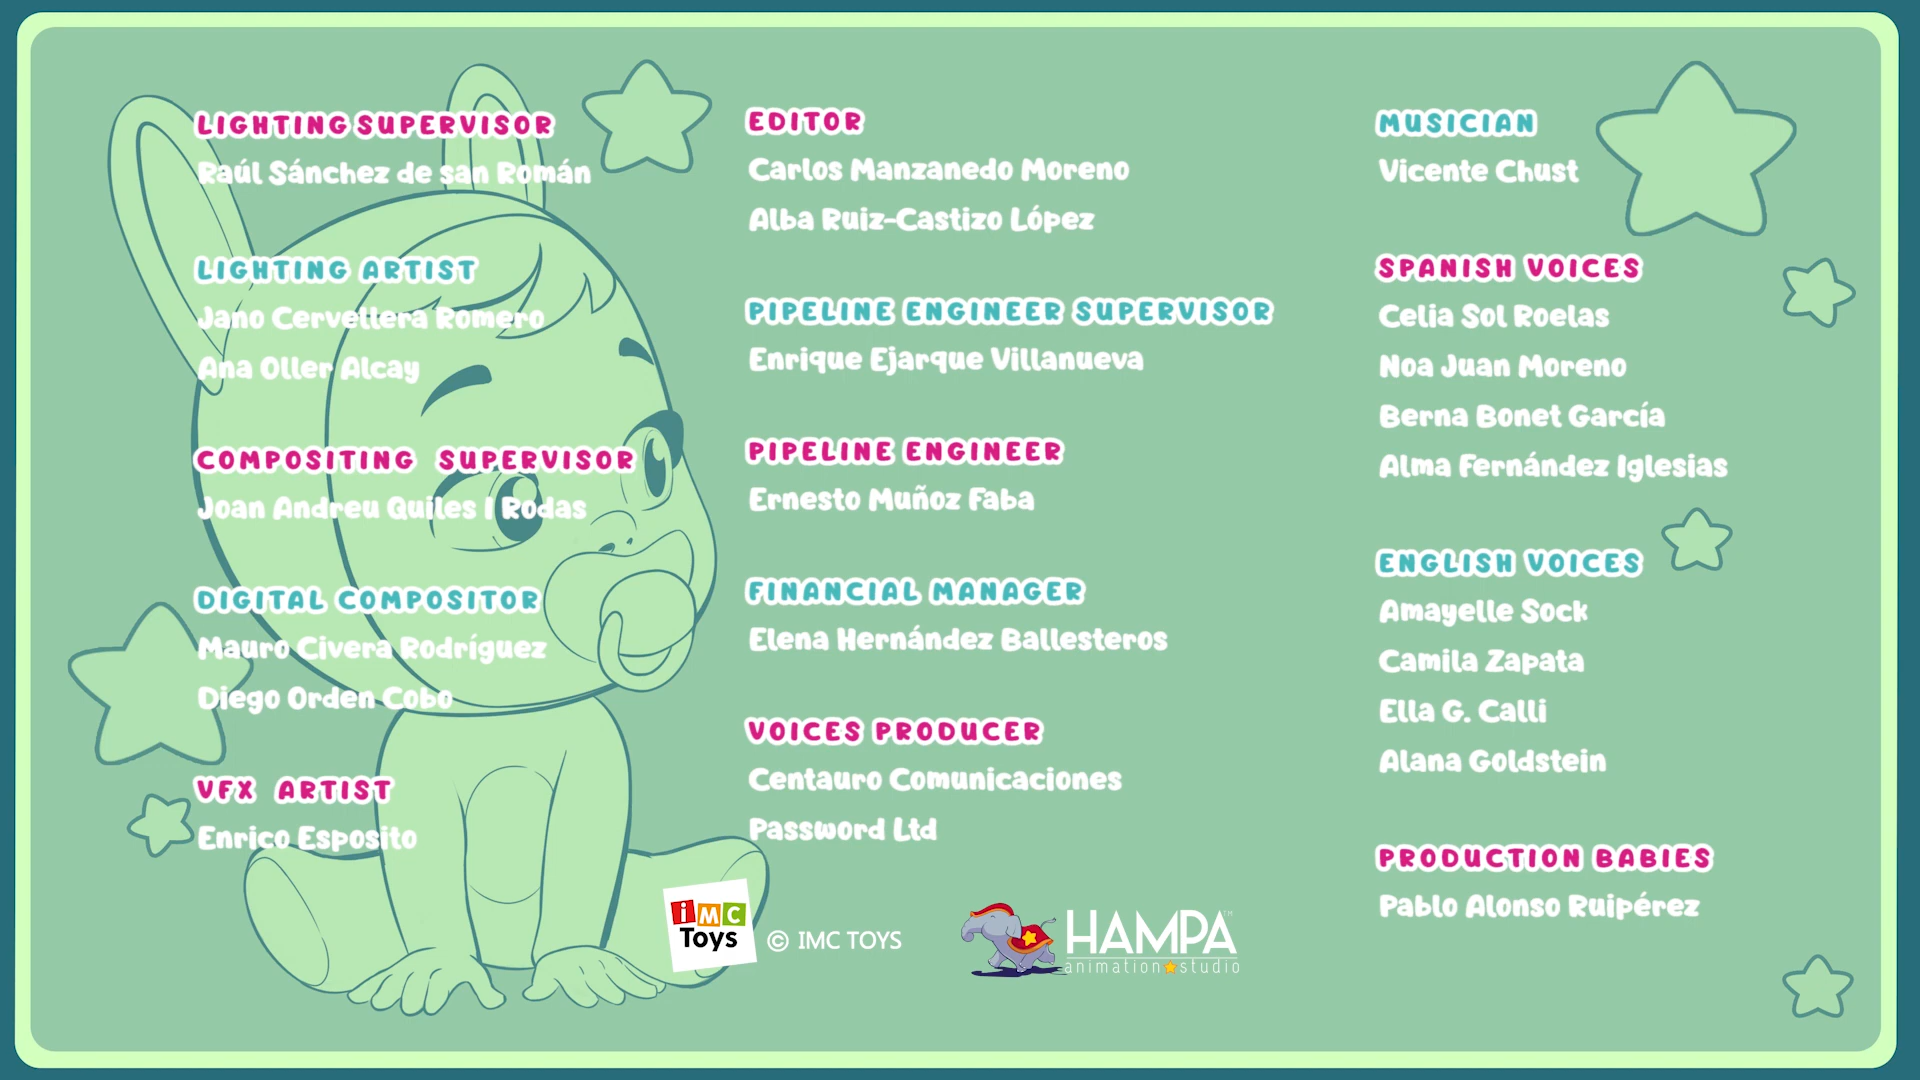 LIGHTING SUPERVISOR
Raúl Sánchez de san Román
LIGHTING ARTIST
Jano Cervellera Romero
Ana Oller Alcay
COMPOSITING SUPERVISOR
Joan Andreu Quiles I Rodas
DIGITAL COMPOSITOR
Mauro Civera Rodríguez
Diego Orden Cobo
VFX ARTIST
Enrico Esposito
EDITOR
Carlos Manzanedo Moreno
Alba Ruiz-Castizo López
PIPELINE ENGINEER SUPERVISOR
Enrique Ejarque Villanueva
PIPELINE ENGINEER
Ernesto Muñoz Faba
FINANCIAL MANAGER
Elena Hernández Ballesteros
VOICES PRODUCER
Centauro Comunicaciones
Password Ltd
MUSICIAN
Vicente Chust
SPANISH VOICES
Celia Sol Roelas
Noa Juan Moreno
Berna Bonet García
Alma Fernández Iglesias
ENGLISH VOICES
Amayelle Sock
Camila Zapata
Ella G. Calli
Alana Goldstein
PRODUCTION BABIES
Pablo Alonso Ruipérez
iMC
Toys
© IMC TOYS
HAMPA™
animation studio